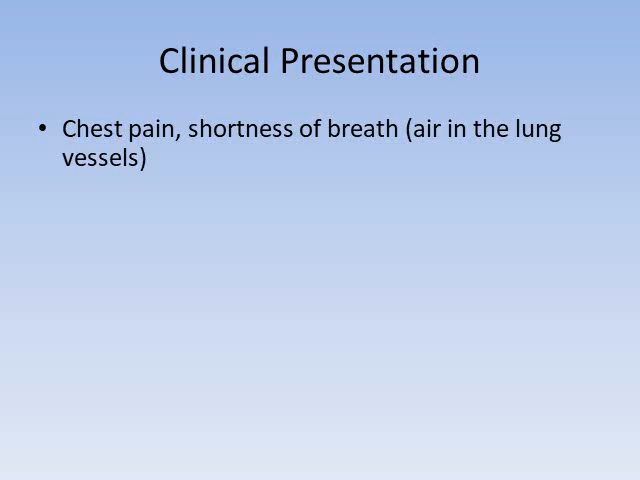 Clinical Presentation
• Chest pain, shortness of breath (air in the lung
vessels)